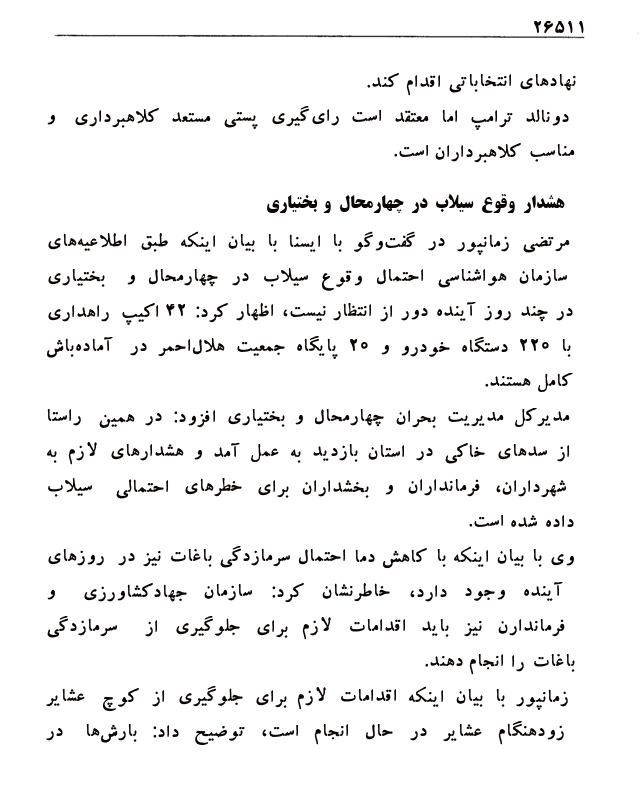 ۲۶۵۱۱
نهادهای انتخاباتی اقدام کند.
دونالد ترامپ اما معتقد است رای‌گیری پستی مستعد کلاهبرداری و
مناسب کلاهبرداران است.
هشدار وقوع سیلاب در چهارمحال و بختیاری
مرتضی زمانپور در گفت‌وگو با ایسنا با بیان اینکه طبق اطلاعیه‌های
سازمان هواشناسی احتمال وقوع سیلاب در چهارمحال و بختیاری
در چند روز آینده دور از انتظار نیست، اظهار کرد: ۴۲ اکیپ راهداری
با ۲۲۰ دستگاه خودرو و ۲۰ پایگاه جمعیت هلال‌احمر در آماده‌باش
کامل هستند.
مدیرکل مدیریت بحران چهارمحال و بختیاری افزود: در همین راستا
از سدهای خاکی در استان بازدید به عمل آمد و هشدارهای لازم به
شهرداران، فرمانداران و بخشداران برای خطرهای احتمالی سیلاب
داده شده است.
وی با بیان اینکه با کاهش دما احتمال سرمازدگی باغات نیز در روزهای
آینده وجود دارد، خاطرنشان کرد: سازمان جهادکشاورزی و
فرماندارن نیز باید اقدامات لازم برای جلوگیری از سرمازدگی
باغات را انجام دهند.
زمانپور با بیان اینکه اقدامات لازم برای جلوگیری از کوچ عشایر
زودهنگام عشایر در حال انجام است، توضیح داد: بارش‌ها در